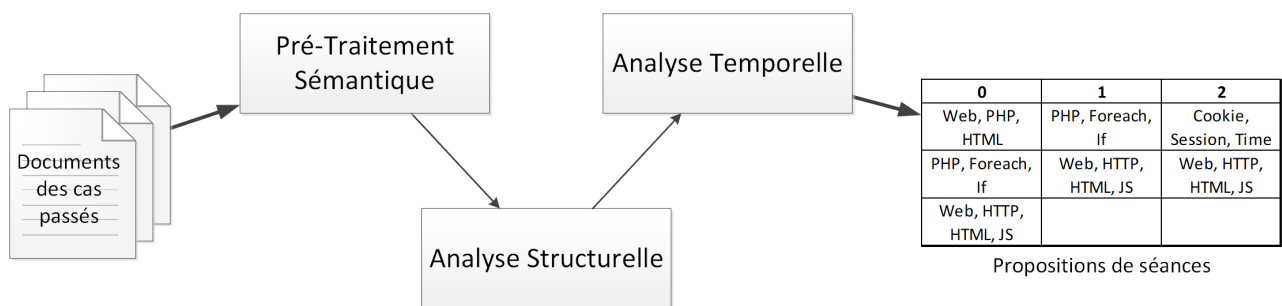 Documents
des cas
passés
Pré-Traitement
Sémantique
Analyse Structurelle
Analyse Temporelle
0 1 2
Web, PHP, PHP, Foreach, Cookie,
HTML If Session, Time
PHP, Foreach, Web, HTTP, Web, HTTP,
If HTML, JS HTML, JS
Web, HTTP,
HTML, JS
Propositions de séances